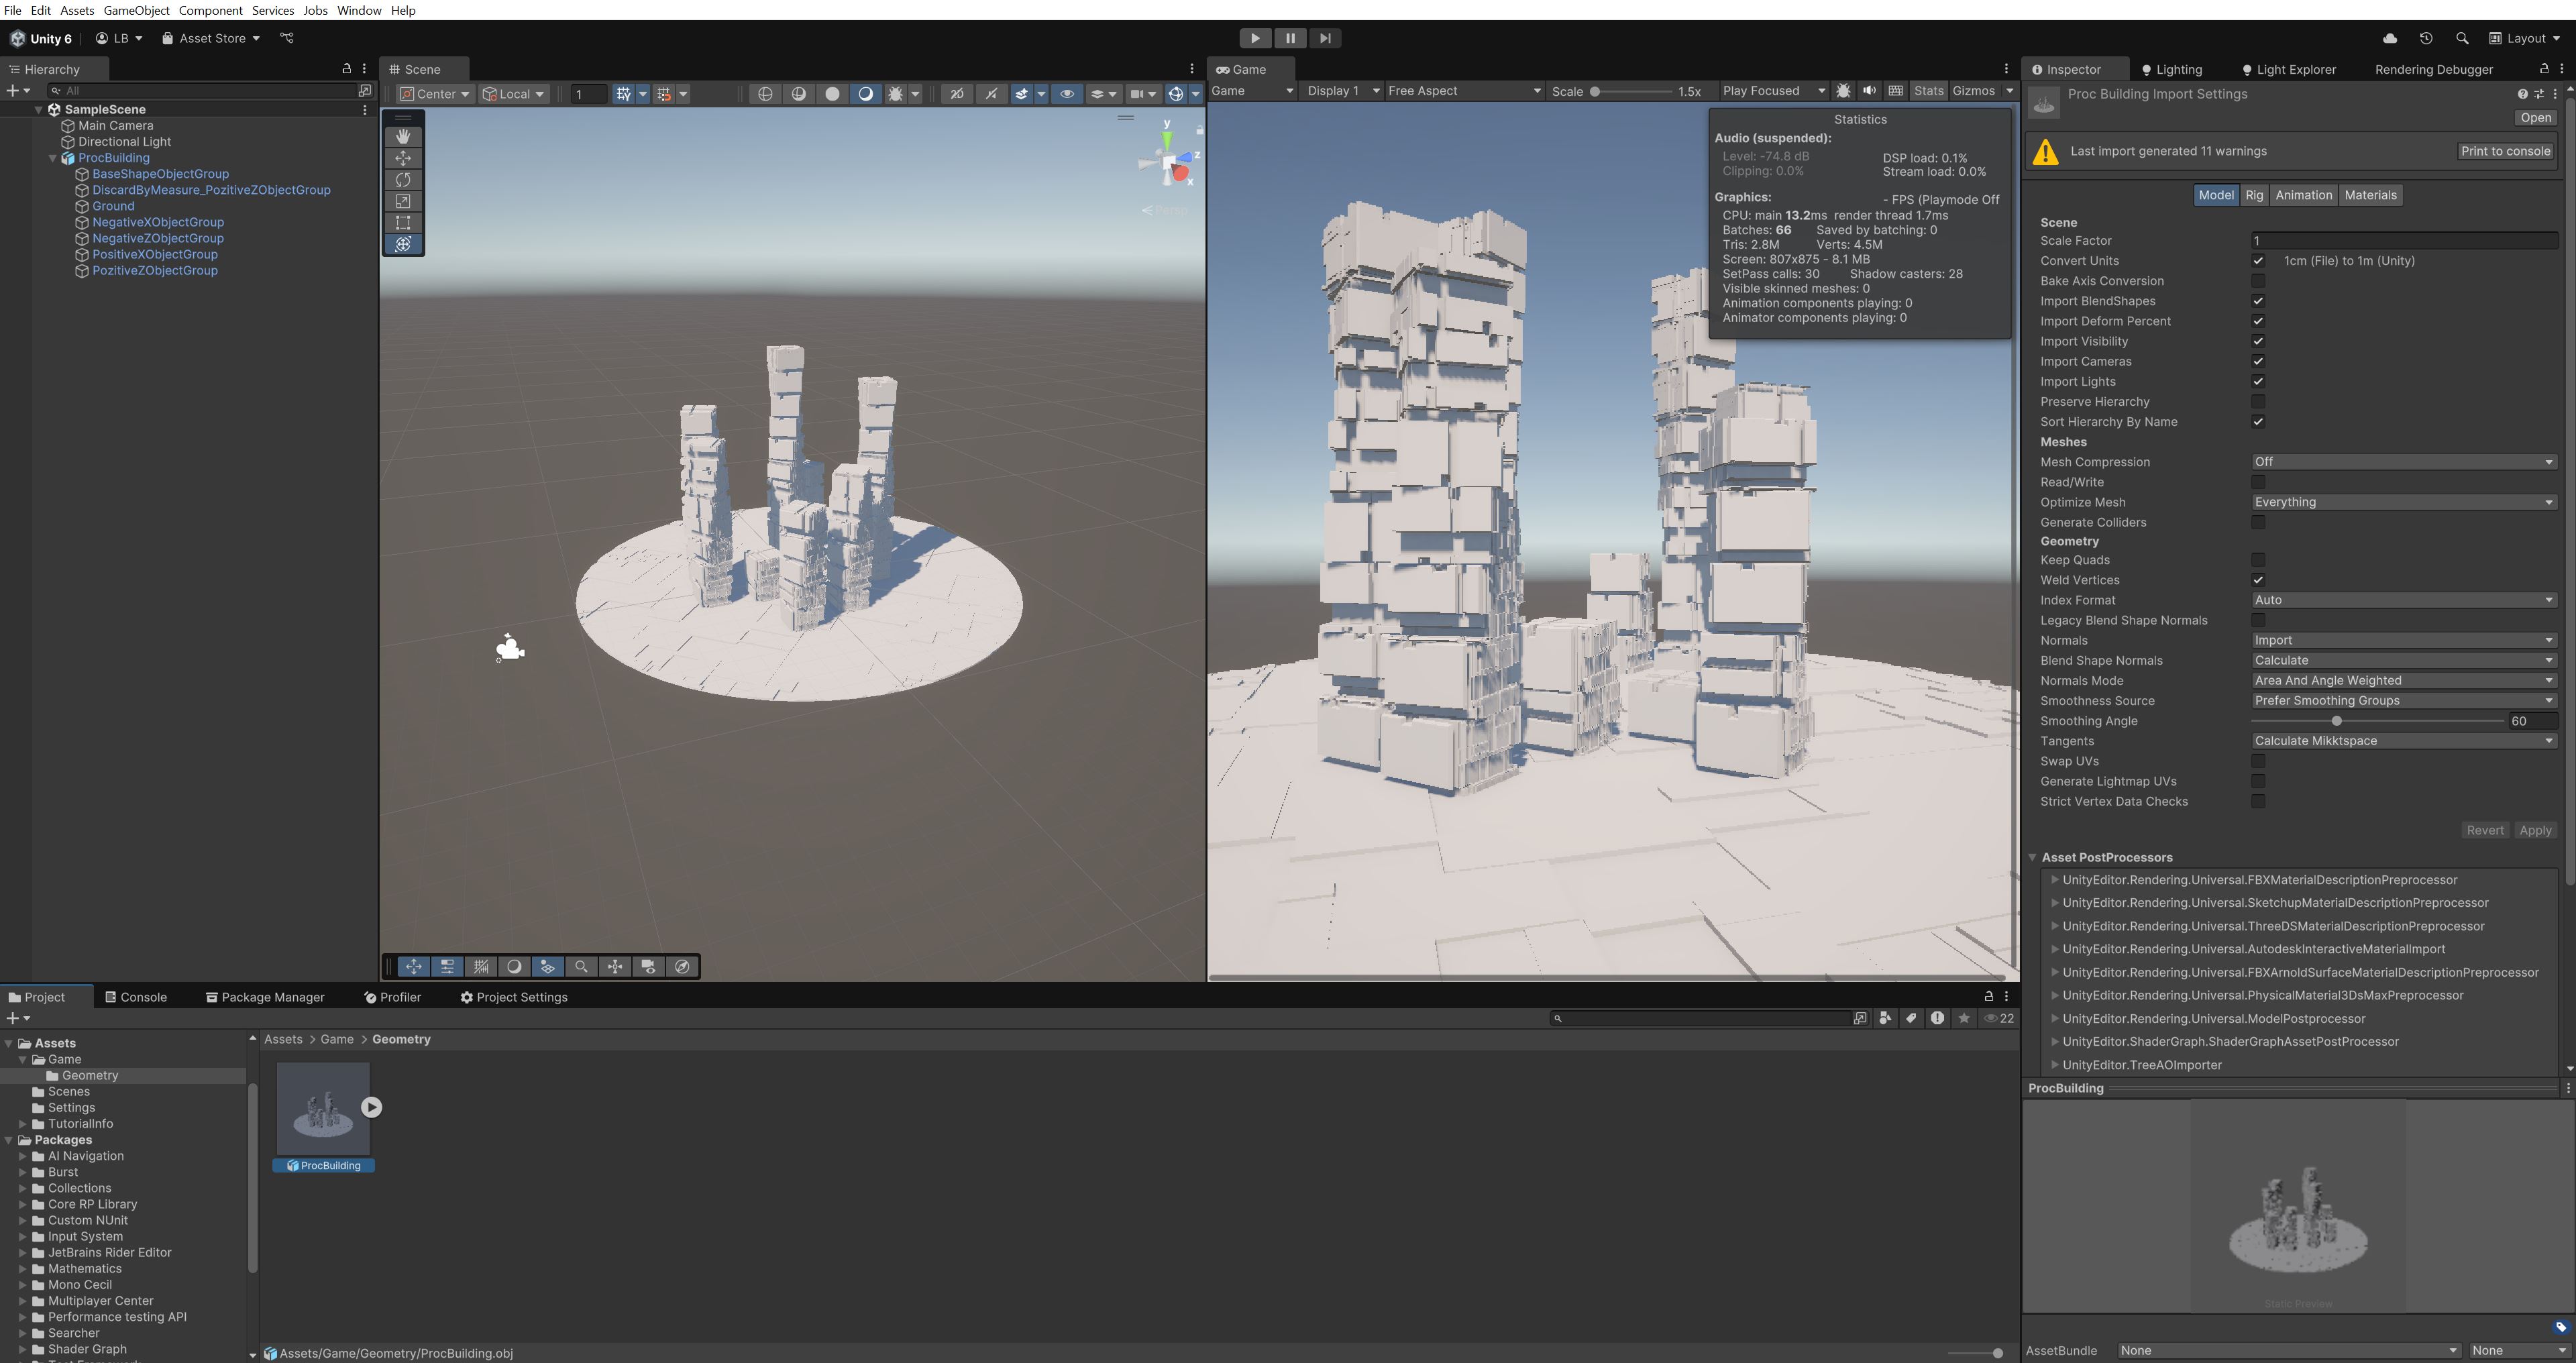 File Edit Assets GameObject Component Services Jobs Window Help
Unity 6 LB Asset Store Layout
Hierarchy
All
SampleScene
Main Camera
Directional Light
ProcBuilding
BaseShapeObjectGroup
DiscardByMeasure_PozitiveZObjectGroup
Ground
NegativeXObjectGroup
NegativeZObjectGroup
PositiveXObjectGroup
PozitiveZObjectGroup
Scene
Center Local 1 2D
y
z
x
Persp
Game
Game Display 1 Free Aspect Scale 1.5x Play Focused Stats Gizmos
Statistics
Audio (suspended):
Level: -74.8 dB DSP load: 0.1%
Clipping: 0.0% Stream load: 0.0%
Graphics: - FPS (Playmode Off
CPU: main 13.2ms render thread 1.7ms
Batches: 66 Saved by batching: 0
Tris: 2.8M Verts: 4.5M
Screen: 807x875 - 8.1 MB
SetPass calls: 30 Shadow casters: 28
Visible skinned meshes: 0
Animation components playing: 0
Animator components playing: 0
Inspector Lighting Light Explorer Rendering Debugger
Proc Building Import Settings
Open
Last import generated 11 warnings Print to console
Model Rig Animation Materials
Scene
Scale Factor 1
Convert Units 1cm (File) to 1m (Unity)
Bake Axis Conversion
Import BlendShapes
Import Deform Percent
Import Visibility
Import Cameras
Import Lights
Preserve Hierarchy
Sort Hierarchy By Name
Meshes
Mesh Compression Off
Read/Write
Optimize Mesh Everything
Generate Colliders
Geometry
Keep Quads
Weld Vertices
Index Format Auto
Legacy Blend Shape Normals
Normals Import
Blend Shape Normals Calculate
Normals Mode Area And Angle Weighted
Smoothness Source Prefer Smoothing Groups
Smoothing Angle 60
Tangents Calculate Mikktspace
Swap UVs
Generate Lightmap UVs
Strict Vertex Data Checks
Revert Apply
Asset PostProcessors
UnityEditor.Rendering.Universal.FBXMaterialDescriptionPreprocessor
UnityEditor.Rendering.Universal.SketchupMaterialDescriptionPreprocessor
UnityEditor.Rendering.Universal.ThreeDSMaterialDescriptionPreprocessor
UnityEditor.Rendering.Universal.AutodeskInteractiveMaterialImport
UnityEditor.Rendering.Universal.FBXArnoldSurfaceMaterialDescriptionPreprocessor
UnityEditor.Rendering.Universal.PhysicalMaterial3DsMaxPreprocessor
UnityEditor.Rendering.Universal.ModelPostprocessor
UnityEditor.ShaderGraph.ShaderGraphAssetPostProcessor
UnityEditor.TreeAOImporter
ProcBuilding
Static Preview
AssetBundle None None
Project Console Package Manager Profiler Project Settings
22
Assets
Game
Geometry
Scenes
Settings
TutorialInfo
Packages
AI Navigation
Burst
Collections
Core RP Library
Custom NUnit
Input System
JetBrains Rider Editor
Mathematics
Mono Cecil
Multiplayer Center
Performance testing API
Searcher
Shader Graph
Assets > Game > Geometry
ProcBuilding
Assets/Game/Geometry/ProcBuilding.obj